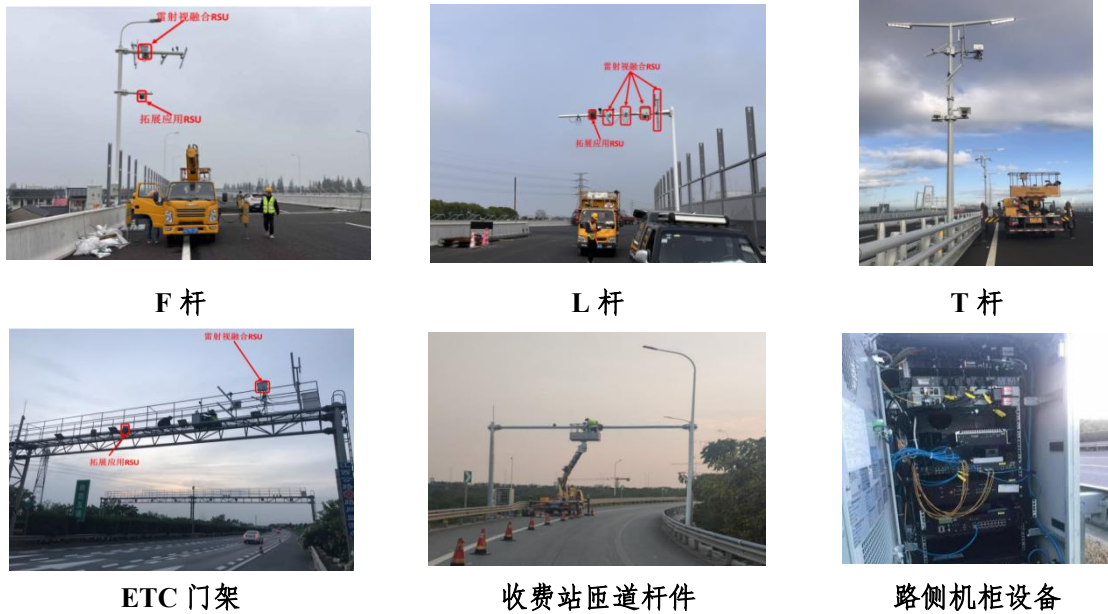 雷射视融合RSU
拓展应用RSU
雷射视融合RSU
拓展应用RSU
F 杆
L 杆
T 杆
雷射视融合RSU
拓展应用RSU
ETC 门架
收费站匝道杆件
路侧机柜设备